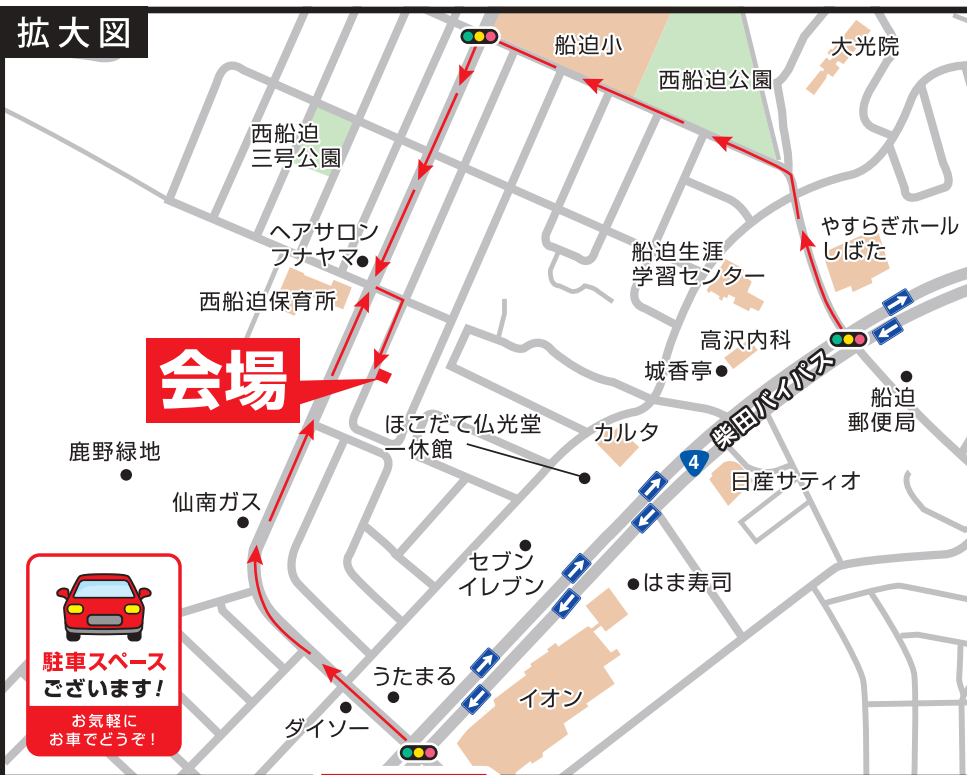 拡大図
船迫小
大光院
西船迫公園
西船迫
三号公園
ヘアサロン
フナヤマ
やすらぎホール
しばた
船迫生涯
学習センター
西船迫保育所
高沢内科
城香亭
会場
柴田バイパス
船迫
郵便局
ほこだて仏光堂
一休館
カルタ
鹿野緑地
4
日産サティオ
仙南ガス
セブン
イレブン
はま寿司
駐車スペース
ございます!
お気軽に
お車でどうぞ!
うたまる
ダイソー
イオン